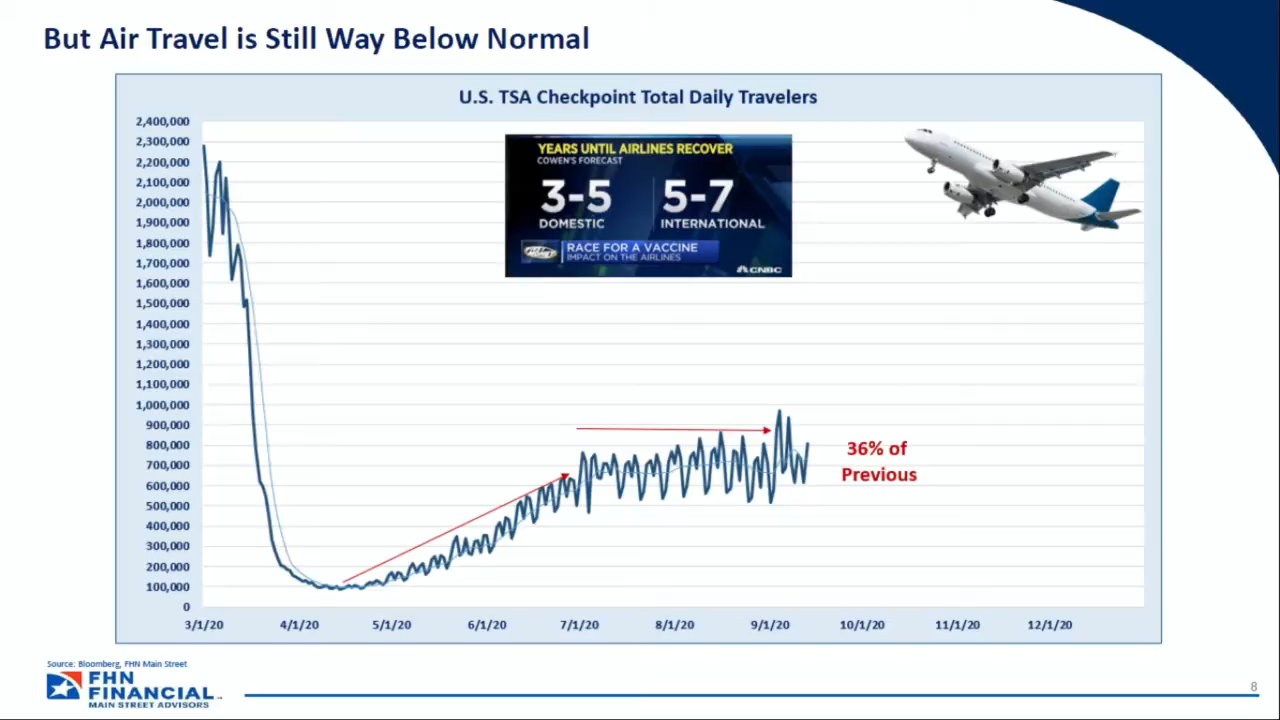 But Air Travel is Still Way Below Normal
U.S. TSA Checkpoint Total Daily Travelers
2,400,000
2,300,000
2,200,000
2,100,000
2,000,000
1,900,000
1,800,000
1,700,000
1,600,000
1,500,000
1,400,000
1,300,000
1,200,000
1,100,000
1,000,000
900,000
800,000
700,000
600,000
500,000
400,000
300,000
200,000
100,000
0
YEARS UNTIL AIRLINES RECOVER
COWEN'S FORECAST
3-5 5-7
DOMESTIC INTERNATIONAL
RACE FOR A VACCINE
IMPACT ON THE AIRLINES
CNBC
36% of
Previous
3/1/20 4/1/20 5/1/20 6/1/20 7/1/20 8/1/20 9/1/20 10/1/20 11/1/20 12/1/20
Source: Bloomberg, FHN Main Street
FHN
FINANCIAL
MAIN STREET ADVISORS
8